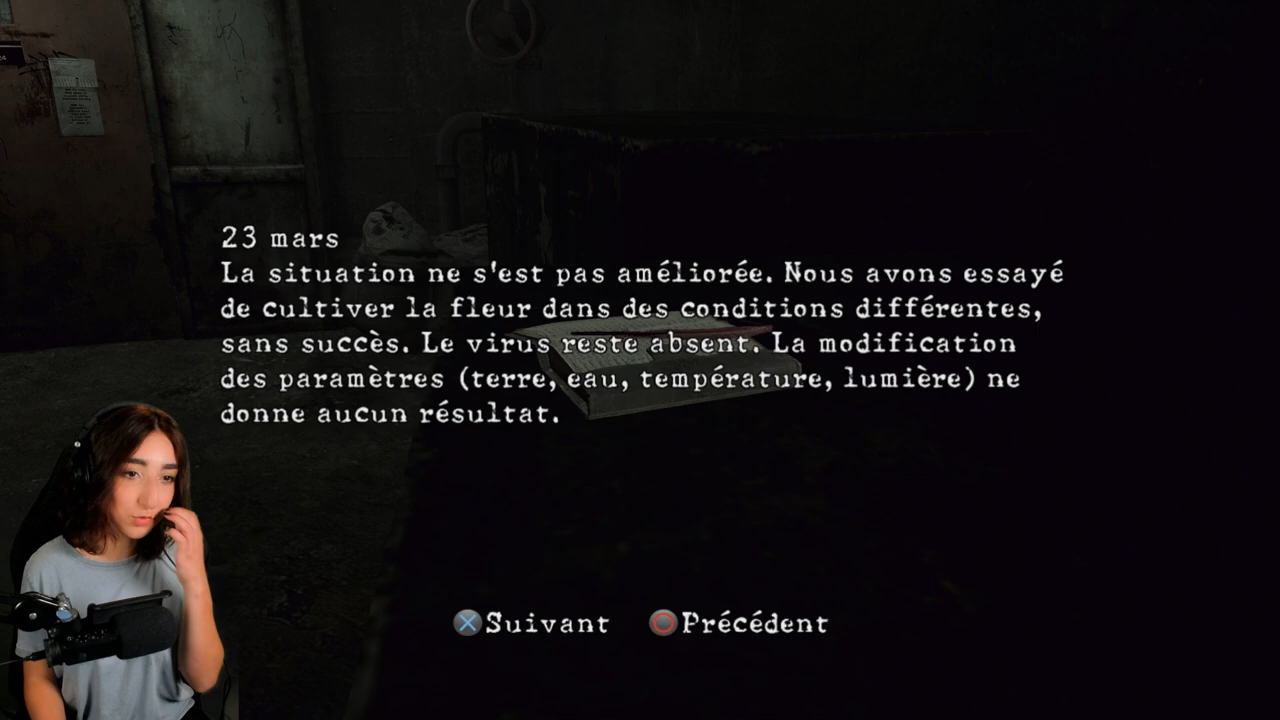 23 mars
La situation ne s'est pas améliorée. Nous avons essayé
de cultiver la fleur dans des conditions différentes,
sans succès. Le virus reste absent. La modification
des paramètres (terre, eau, température, lumière) ne
donne aucun résultat.
Suivant Précédent